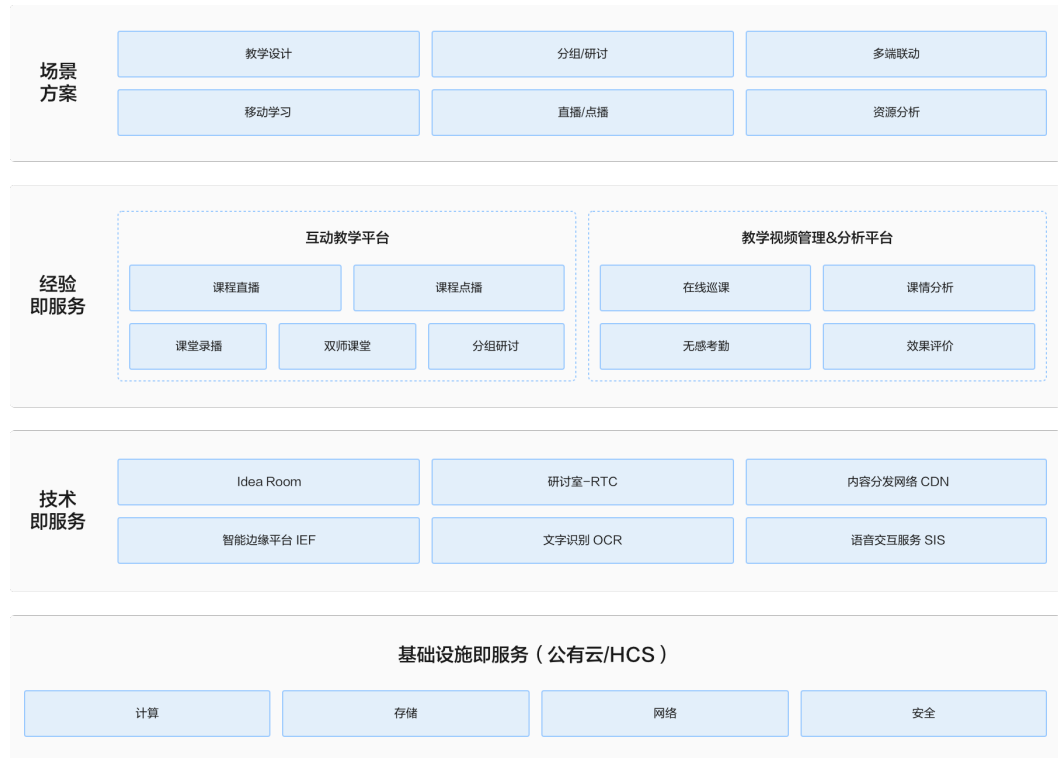 场景
方案
教学设计
分组/研讨
多端联动
移动学习
直播/点播
资源分析
经验
即服务
互动教学平台
课程直播
课程点播
课堂录播
双师课堂
分组研讨
教学视频管理&分析平台
在线巡课
课情分析
无感考勤
效果评价
技术
即服务
Idea Room
研讨室-RTC
内容分发网络 CDN
智能边缘平台 IEF
文字识别 OCR
语音交互服务 SIS
基础设施即服务（公有云/HCS）
计算
存储
网络
安全